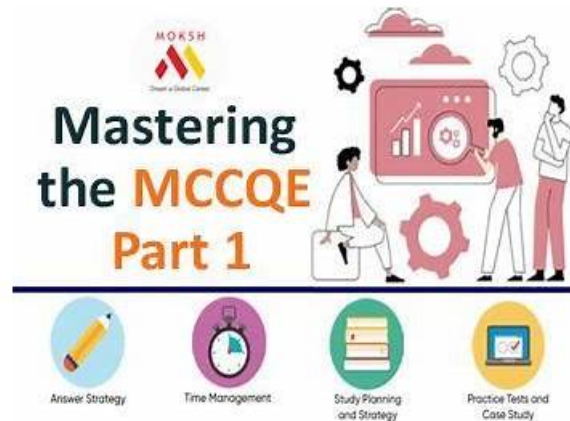 MOKSH
Dream a Global Career
Mastering
the MCCQE
Part 1
Answer Strategy
Time Management
Study Planning
and Strategy
Practice Tests and
Case Study